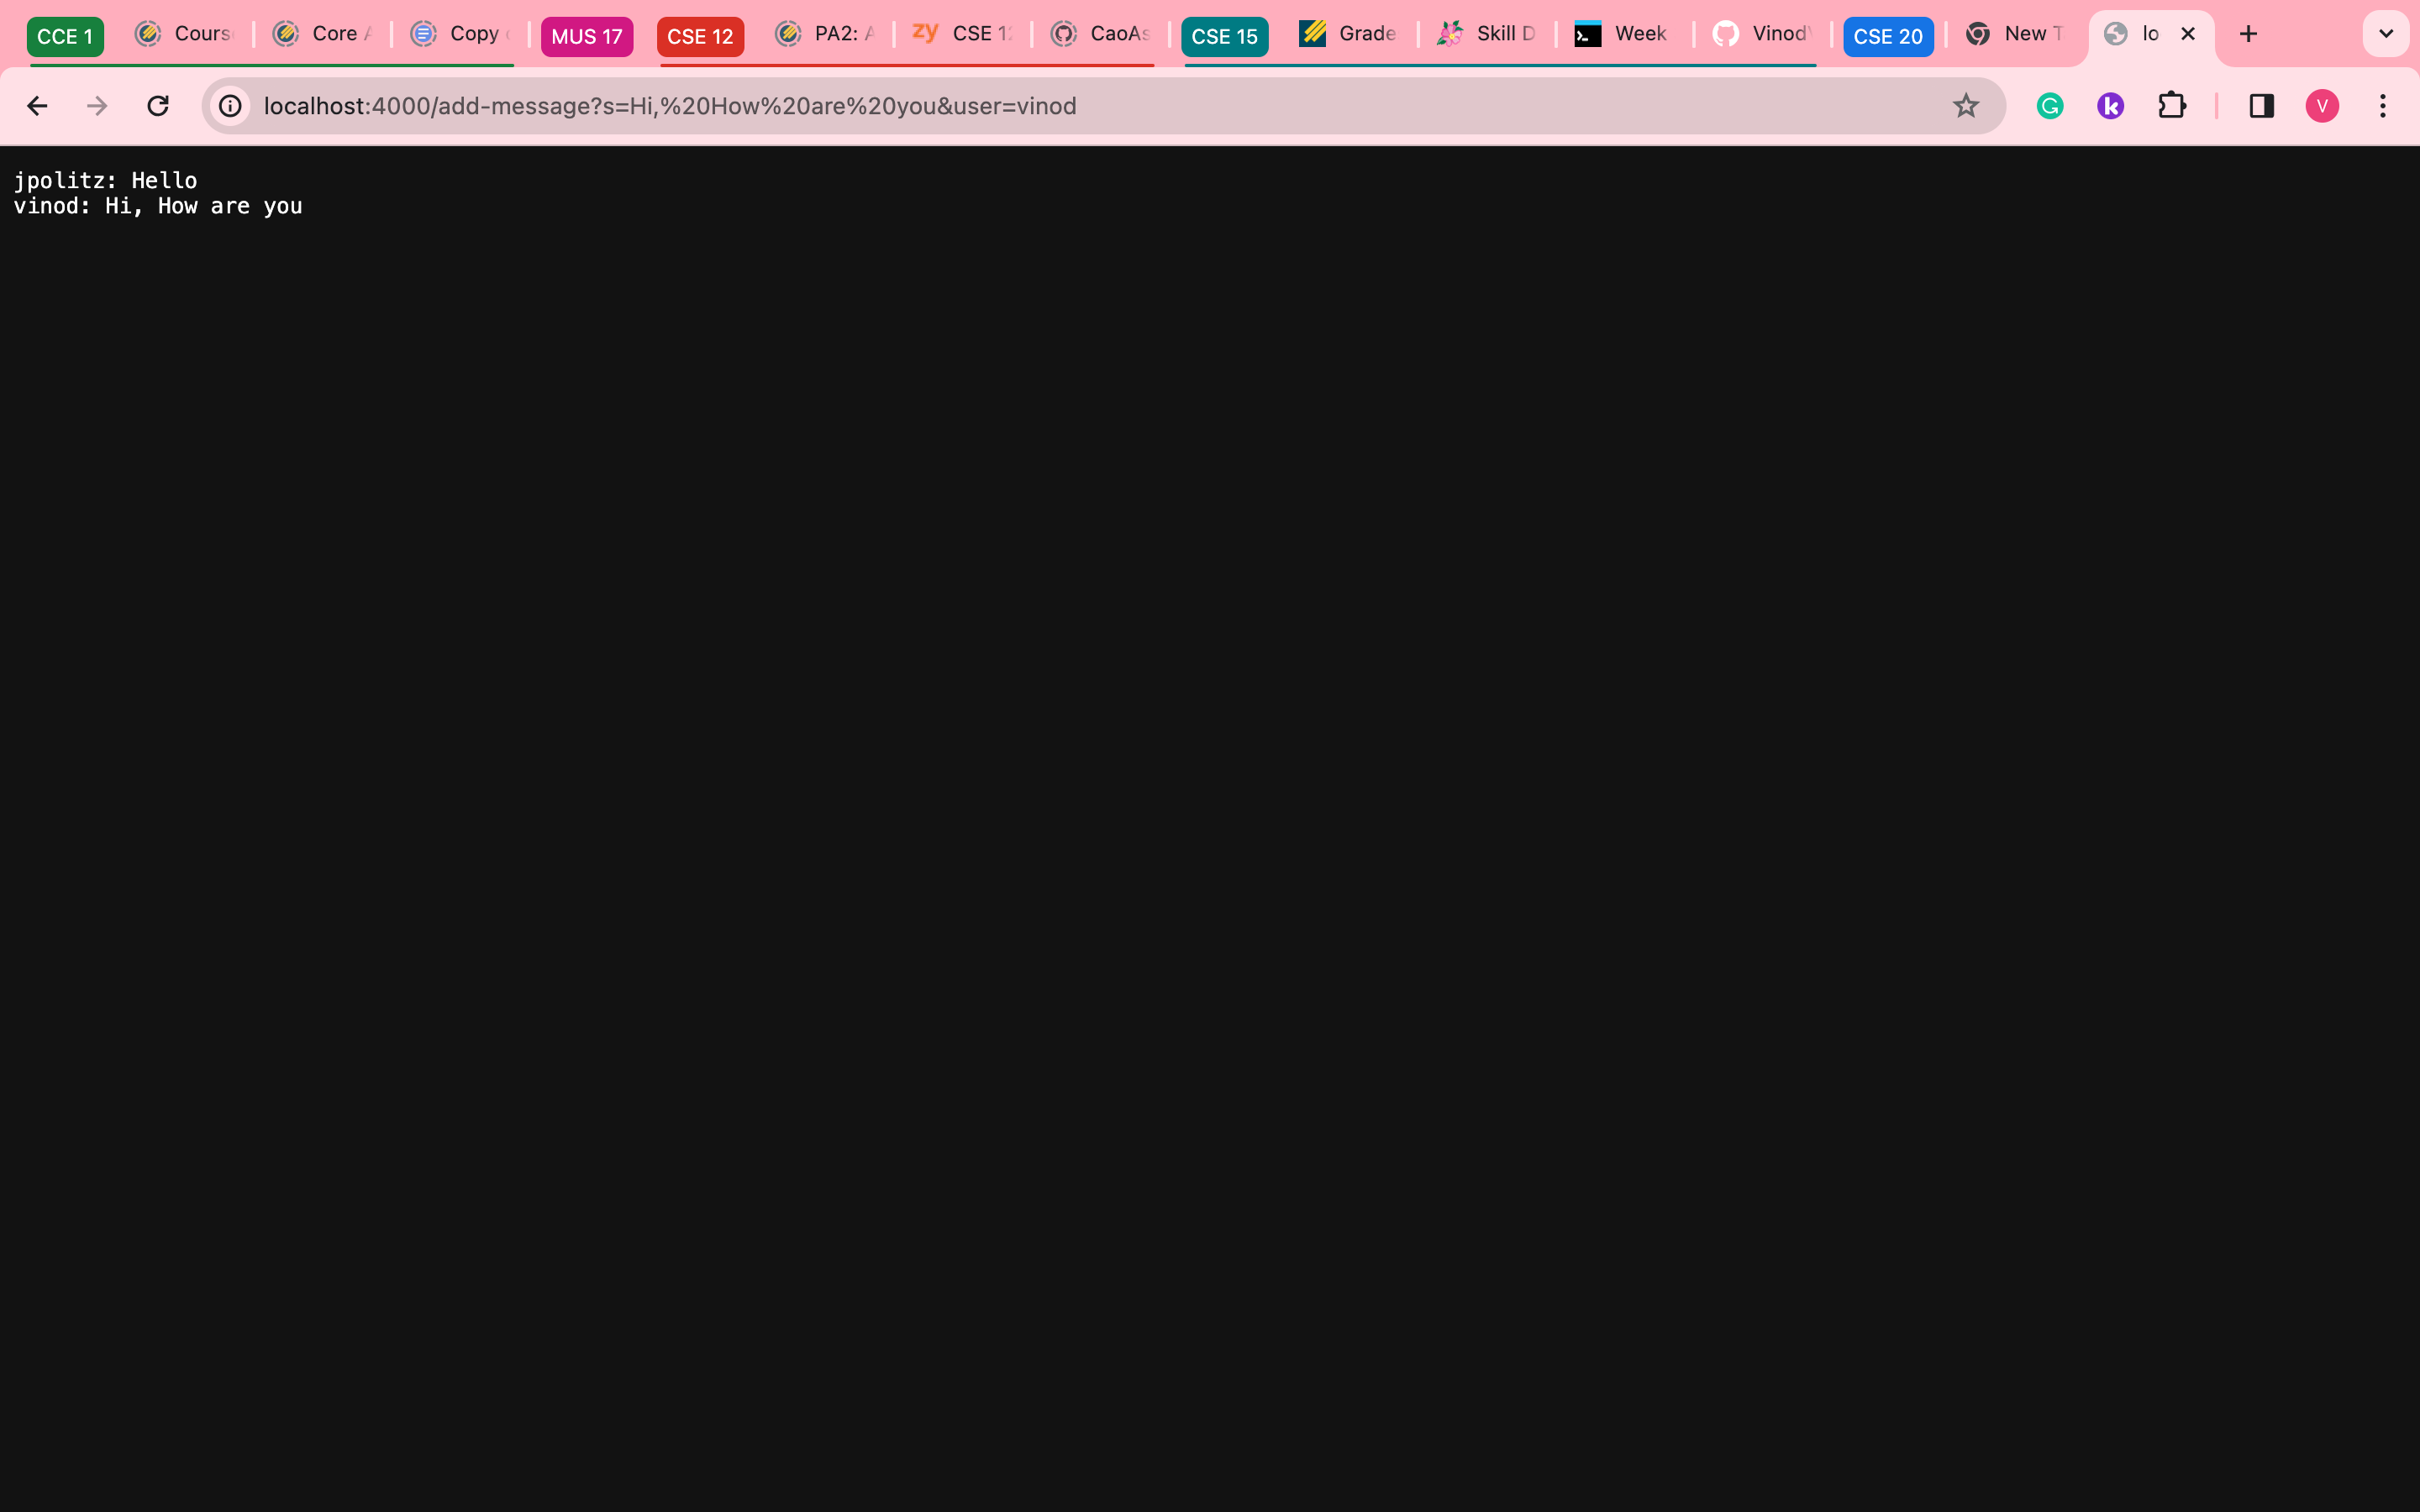 CCE 1 Cours Core A Copy MUS 17 CSE 12 PA2: A zy CSE 12 CaoAs CSE 15 Grade Skill D Week Vinod CSE 20 New T lo
localhost:4000/add-message?s=Hi,%20How%20are%20you&user=vinod V
jpolitz: Hello
vinod: Hi, How are you